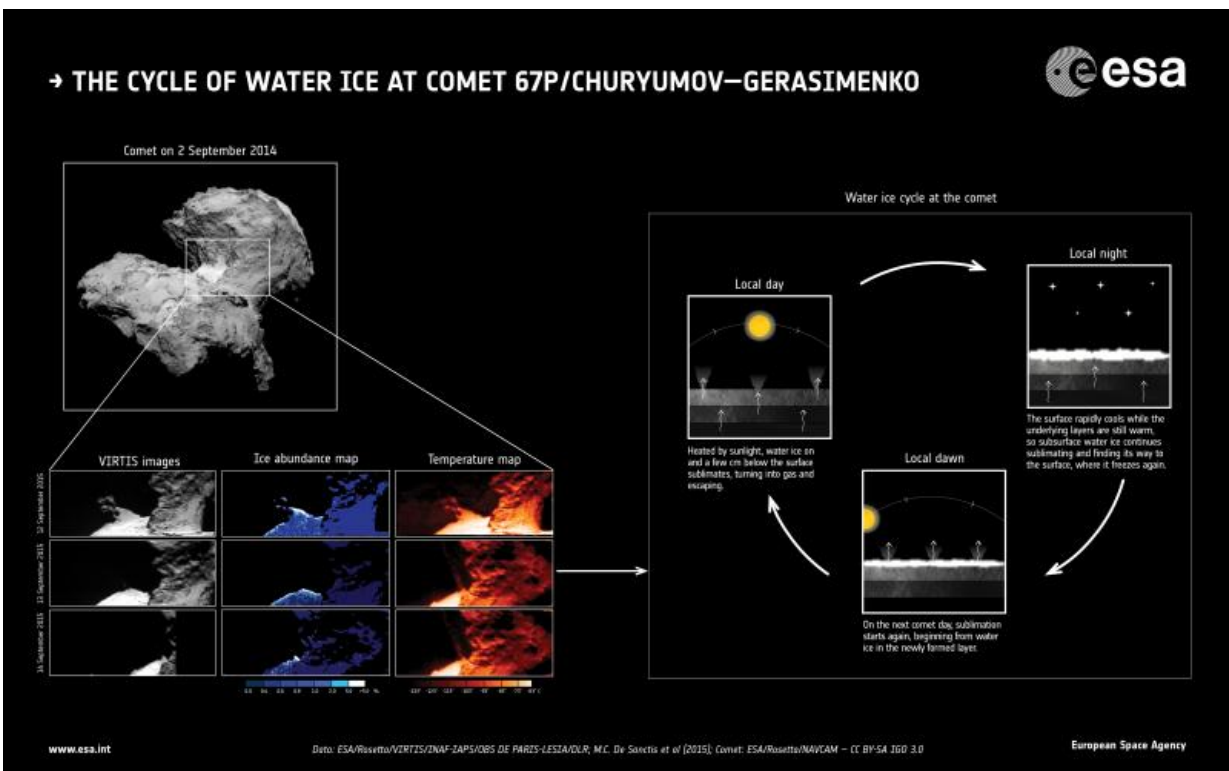 → THE CYCLE OF WATER ICE AT COMET 67P/CHURYUMOV—GERASIMENKO
esa
Comet on 2 September 2014
Water ice cycle at the comet
Local day
Heated by sunlight, water ice on
and a few cm below the surface
sublimates, turning into gas and
escaping.
Local night
The surface rapidly cools while the
underlying layers are still warm,
so subsurface water ice continues
sublimating and finding its way to
the surface, where it freezes again.
Local dawn
On the next comet day, sublimation
starts again, beginning from water
ice in the newly formed layer.
VIRTIS images
Ice abundance map
Temperature map
www.esa.int
Data: ESA/Rosetta/VIRTIS/INAF-IAPS/OBS DE PARIS-LESIA/DLR; M.C. De Sanctis et al (2015); Comet: ESA/Rosetta/NAVCAM — CC BY-SA IGO 3.0
European Space Agency